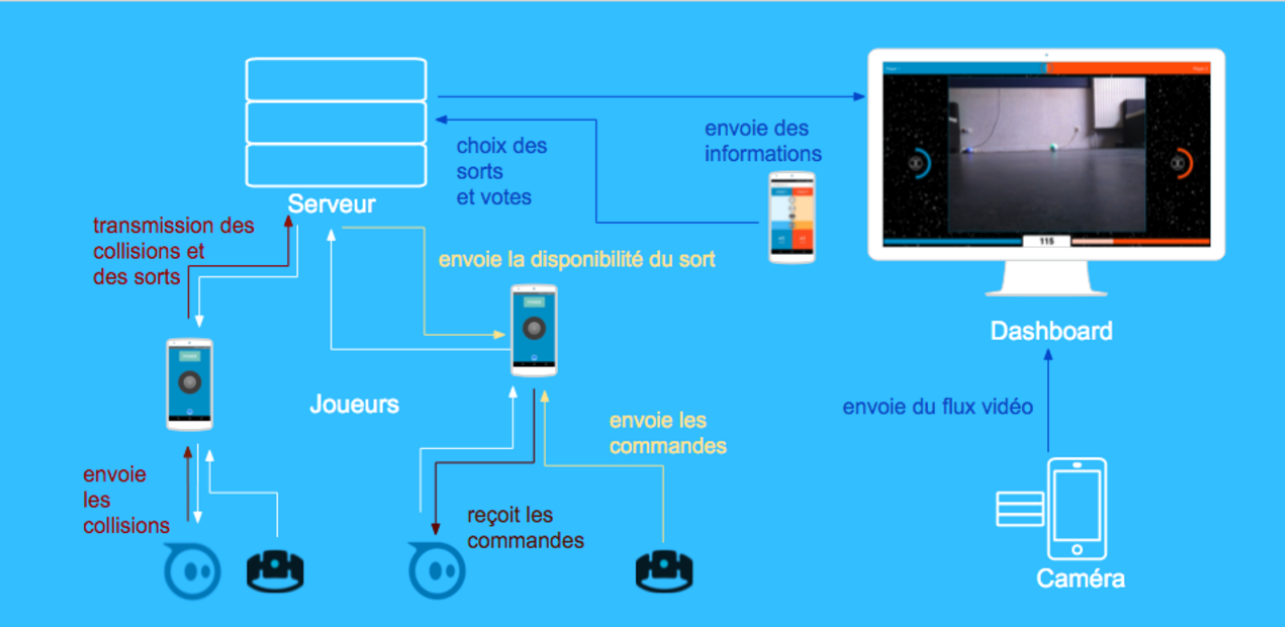 Serveur
choix des
sorts
et votes
envoie des
informations
115
transmission des
collisions et
des sorts
envoie la disponibilité du sort
Dashboard
Joueurs
envoie du flux vidéo
envoie les
commandes
envoie
les
collisions
reçoit les
commandes
Caméra